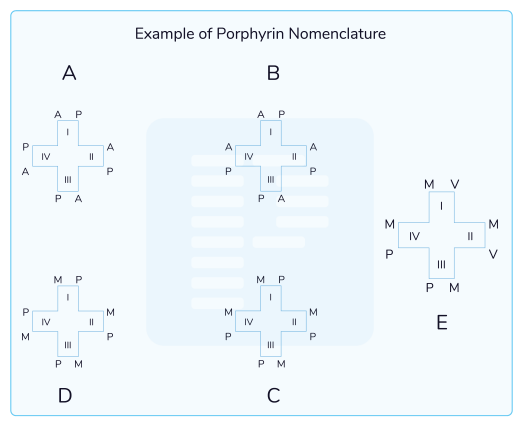 Example of Porphyrin Nomenclature
A B
A P A P
I I
P A A A
IV II IV II
A P P P
III III
P A P A
M V
I
M M
IV II
P V
III
P M
E
M P M P
I I
P M M M
IV II IV II
M P P P
III III
P M P M
D C